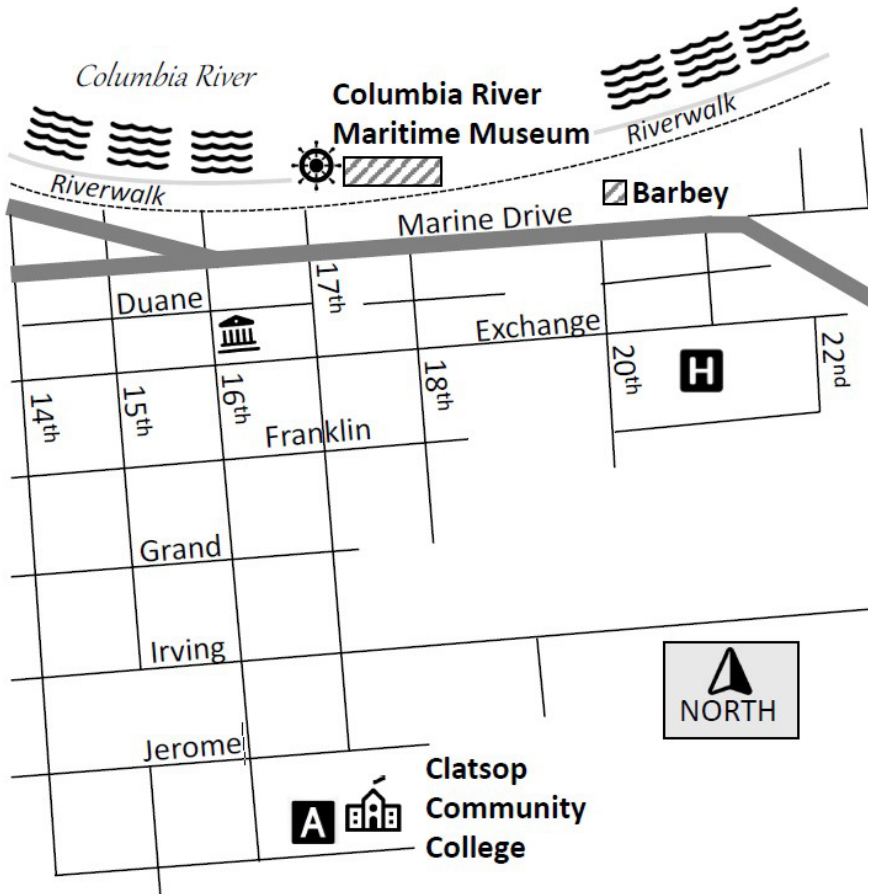 Columbia River
Columbia River
Maritime Museum
Riverwalk
Riverwalk
Barbey
Marine Drive
Duane
17th
Exchange
14th
15th
16th
18th
20th
H
22nd
Franklin
Grand
Irving
NORTH
Jerome
A
Clatsop
Community
College